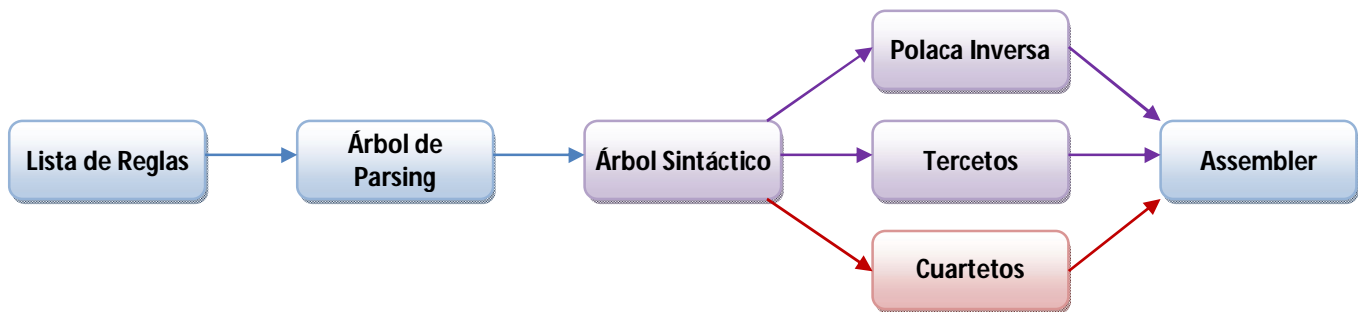 Lista de Reglas
Árbol de
Parsing
Árbol Sintáctico
Polaca Inversa
Tercetos
Cuartetos
Assembler